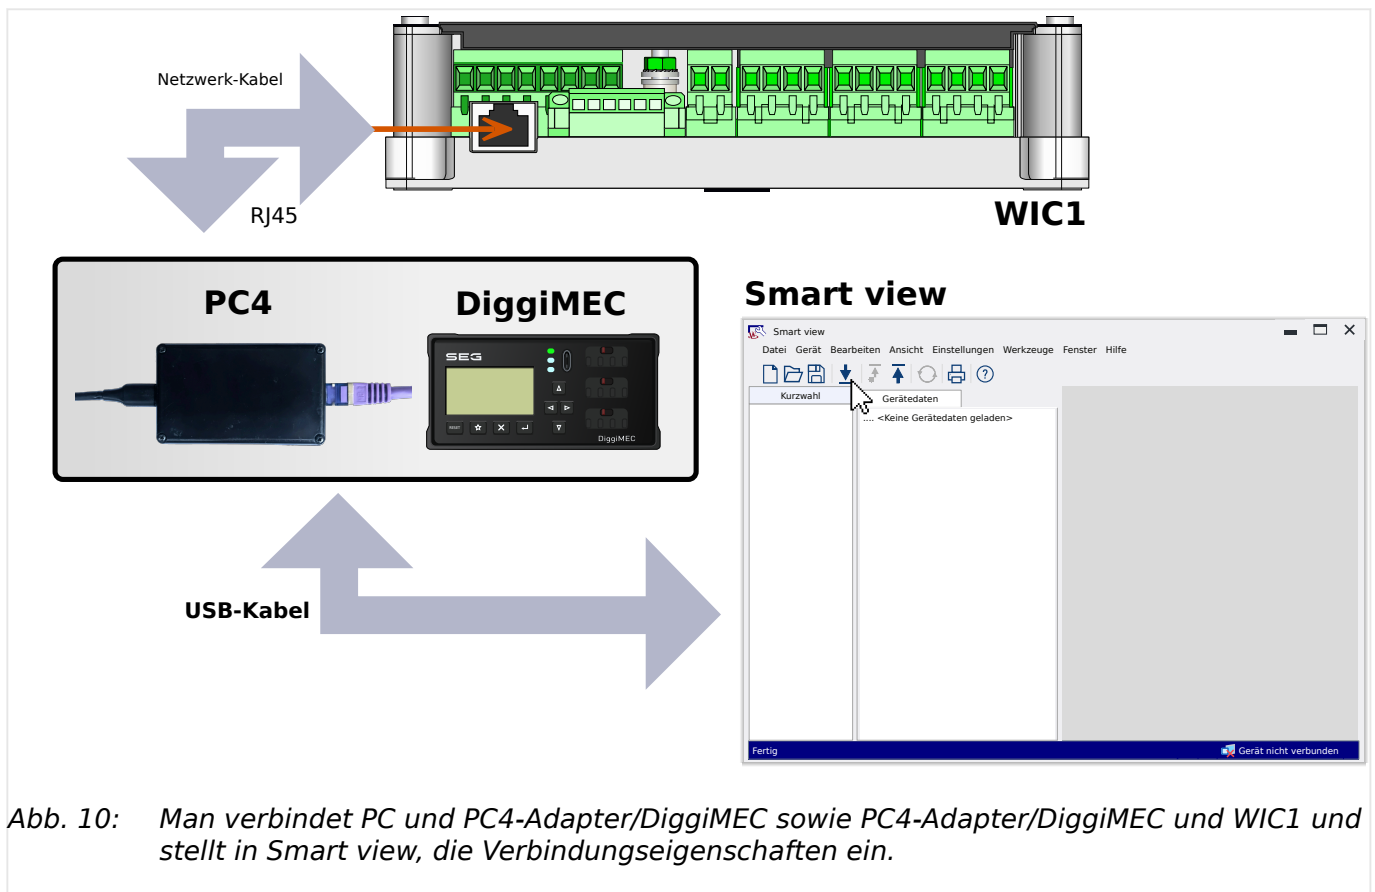 Netzwerk-Kabel
RJ45
WIC1
PC4
DiggiMEC
SEG
RESET
DiggiMEC
USB-Kabel
Smart view
Smart view
Datei Gerät Bearbeiten Ansicht Einstellungen Werkzeuge Fenster Hilfe
Kurzwahl
Gerätedaten
.... <Keine Gerätedaten geladen>
Fertig
Gerät nicht verbunden
Abb. 10: Man verbindet PC und PC4-Adapter/DiggiMEC sowie PC4-Adapter/DiggiMEC und WIC1 und
stellt in Smart view, die Verbindungseigenschaften ein.